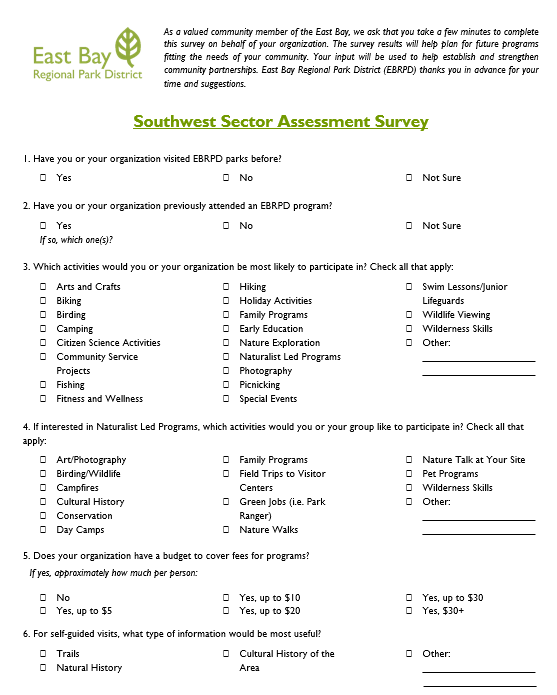 East Bay
Regional Park District
As a valued community member of the East Bay, we ask that you take a few minutes to complete
this survey on behalf of your organization. The survey results will help plan for future programs
fitting the needs of your community. Your input will be used to help establish and strengthen
community partnerships. East Bay Regional Park District (EBRPD) thanks you in advance for your
time and suggestions.
Southwest Sector Assessment Survey
1. Have you or your organization visited EBRPD parks before?
☐ Yes ☐ No ☐ Not Sure
2. Have you or your organization previously attended an EBRPD program?
☐ Yes ☐ No ☐ Not Sure
If so, which one(s)?
3. Which activities would you or your organization be most likely to participate in? Check all that apply:
☐ Arts and Crafts
☐ Biking
☐ Birding
☐ Camping
☐ Citizen Science Activities
☐ Community Service
Projects
☐ Fishing
☐ Fitness and Wellness
☐ Hiking
☐ Holiday Activities
☐ Family Programs
☐ Early Education
☐ Nature Exploration
☐ Naturalist Led Programs
☐ Photography
☐ Picnicking
☐ Special Events
☐ Swim Lessons/Junior
Lifeguards
☐ Wildlife Viewing
☐ Wilderness Skills
☐ Other:
4. If interested in Naturalist Led Programs, which activities would you or your group like to participate in? Check all that
apply:
☐ Art/Photography
☐ Birding/Wildlife
☐ Campfires
☐ Cultural History
☐ Conservation
☐ Day Camps
☐ Family Programs
☐ Field Trips to Visitor
Centers
☐ Green Jobs (i.e. Park
Ranger)
☐ Nature Walks
☐ Nature Talk at Your Site
☐ Pet Programs
☐ Wilderness Skills
☐ Other:
5. Does your organization have a budget to cover fees for programs?
If yes, approximately how much per person:
☐ No
☐ Yes, up to $5
☐ Yes, up to $10
☐ Yes, up to $20
☐ Yes, up to $30
☐ Yes, $30+
6. For self-guided visits, what type of information would be most useful?
☐ Trails
☐ Natural History
☐ Cultural History of the
Area
☐ Other: